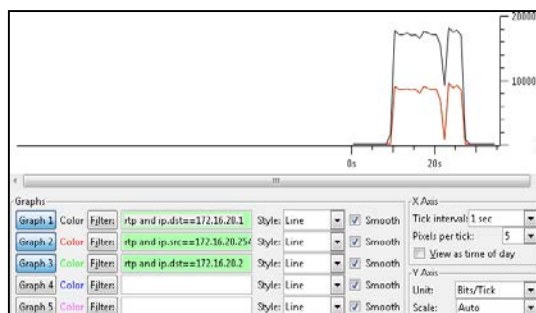 20000
10000
0s
20s
Graphs
Graph 1 Color Filter: rtp and ip.dst==172.16.20.1 Style: Line Smooth
Graph 2 Color Filter: rtp and ip.src==172.16.20.254 Style: Line Smooth
Graph 3 Color Filter: rtp and ip.dst==172.16.20.2 Style: Line Smooth
Graph 4 Color Filter: Style: Line Smooth
Graph 5 Color Filter: Style: Line Smooth
X Axis
Tick interval: 1 sec
Pixels per tick: 5
View as time of day
Y Axis
Unit: Bits/Tick
Scale: Auto